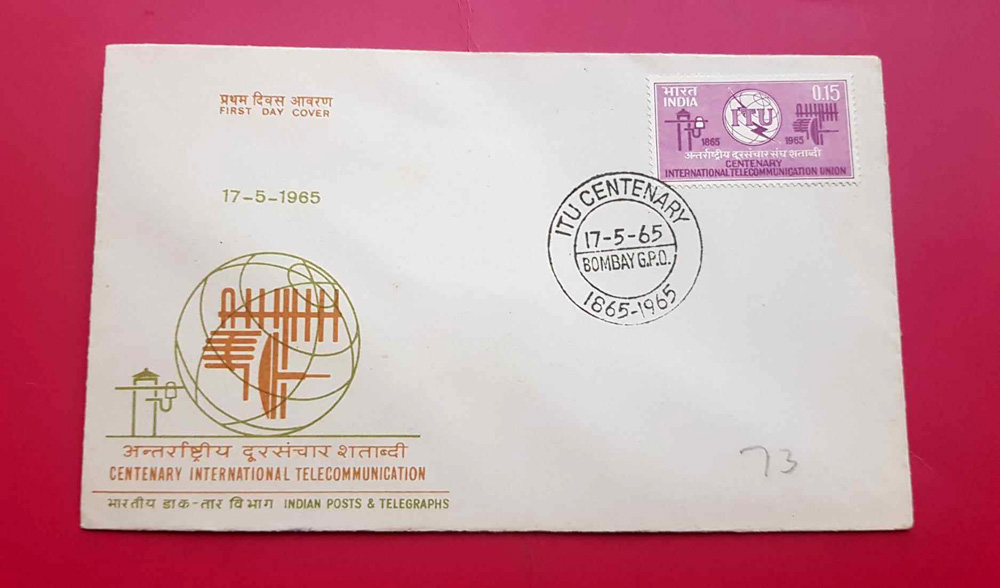 प्रथम दिवस आवरण
FIRST DAY COVER
17-5-1965
भारत
INDIA
0.15
ITU
1865
1965
अन्तर्राष्ट्रीय दूरसंचार संघ शताब्दी
CENTENARY
INTERNATIONAL TELECOMMUNICATION UNION
ITU CENTENARY
17-5-65
BOMBAY G.P.O.
1865-1965
अन्तर्राष्ट्रीय दूरसंचार शताब्दी
CENTENARY INTERNATIONAL TELECOMMUNICATION
भारतीय डाक-तार विभाग INDIAN POSTS & TELEGRAPHS
73